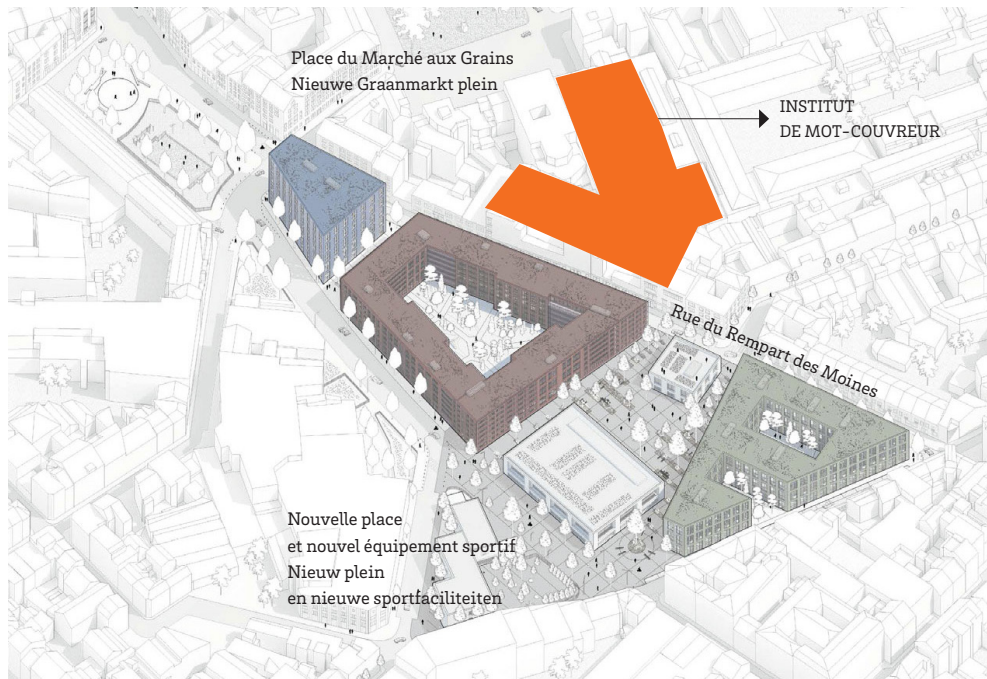 Place du Marché aux Grains
Nieuwe Graanmarkt plein
INSTITUT
DE MOT-COUVREUR
Rue du Rempart des Moines
Nouvelle place
et nouvel équipement sportif
Nieuw plein
en nieuwe sportfaciliteiten